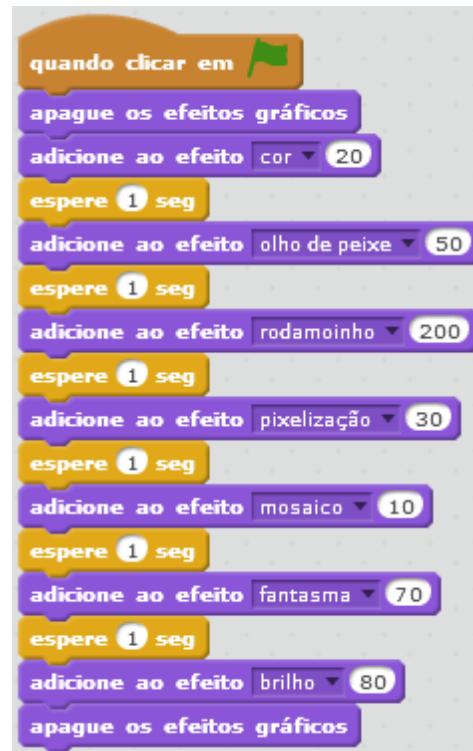 quando clicar em
apague os efeitos gráficos
adicione ao efeito cor 20
espere 1 seg
adicione ao efeito olho de peixe 50
espere 1 seg
adicione ao efeito rodamoinho 200
espere 1 seg
adicione ao efeito pixelização 30
espere 1 seg
adicione ao efeito mosaico 10
espere 1 seg
adicione ao efeito fantasma 70
espere 1 seg
adicione ao efeito brilho 80
apague os efeitos gráficos